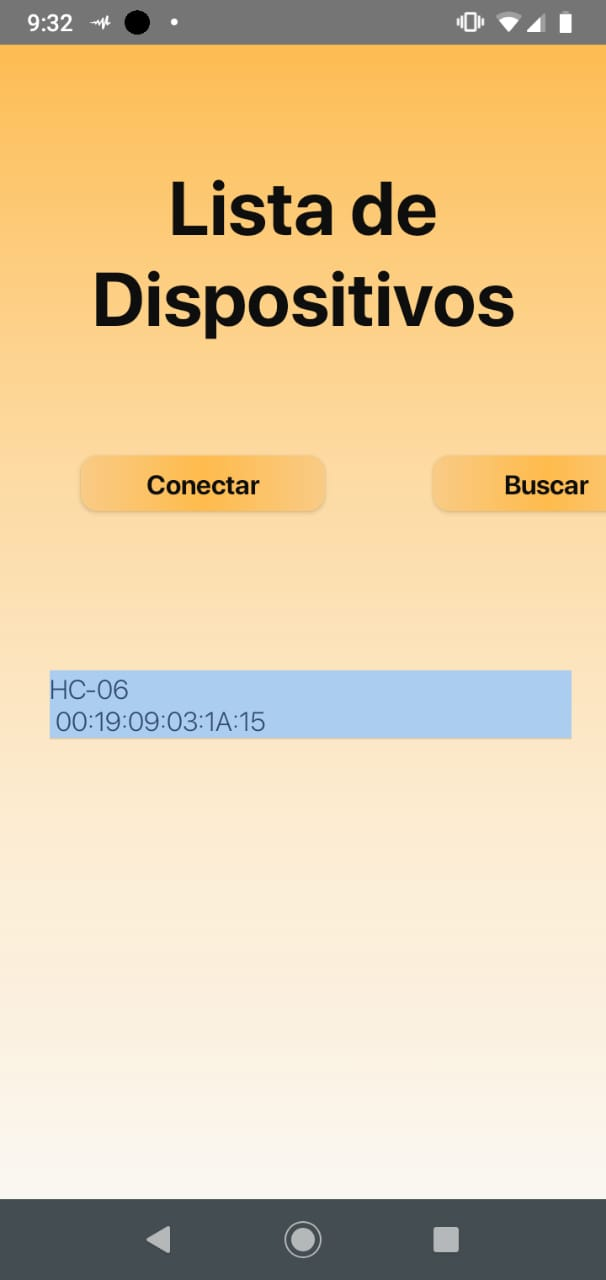 9:32
Lista de
Dispositivos
Conectar
Buscar
HC-06
00:19:09:03:1A:15